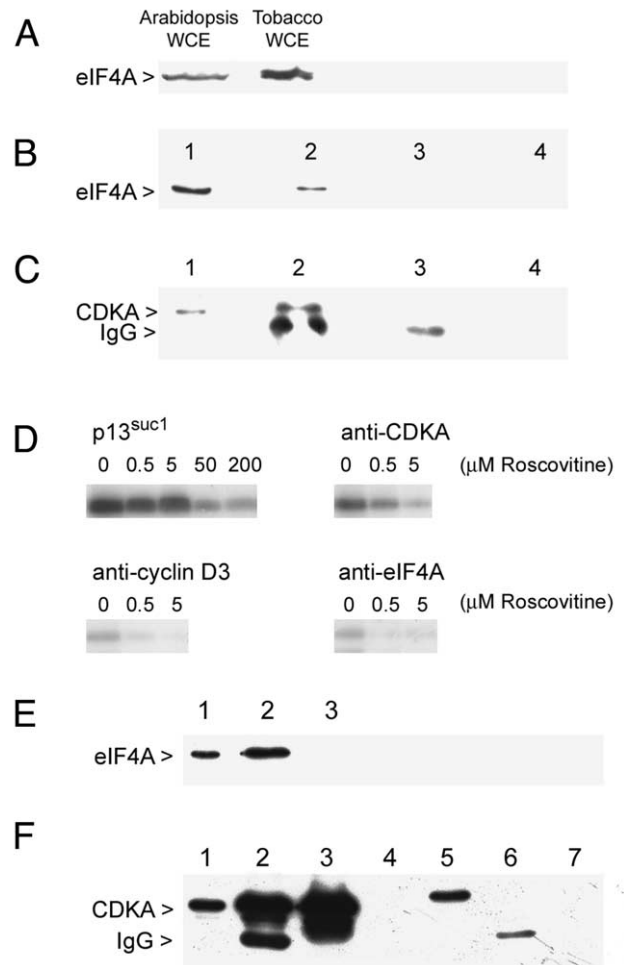 A
Arabidopsis WCE
Tobacco WCE
eIF4A >
B
1 2 3 4
eIF4A >
C
1 2 3 4
CDKA >
IgG >
D
p13suc1
0 0.5 5 50 200
anti-CDKA
0 0.5 5 (μM Roscovitine)
anti-cyclin D3
0 0.5 5
anti-eIF4A
0 0.5 5 (μM Roscovitine)
E
1 2 3
eIF4A >
F
1 2 3 4 5 6 7
CDKA >
IgG >